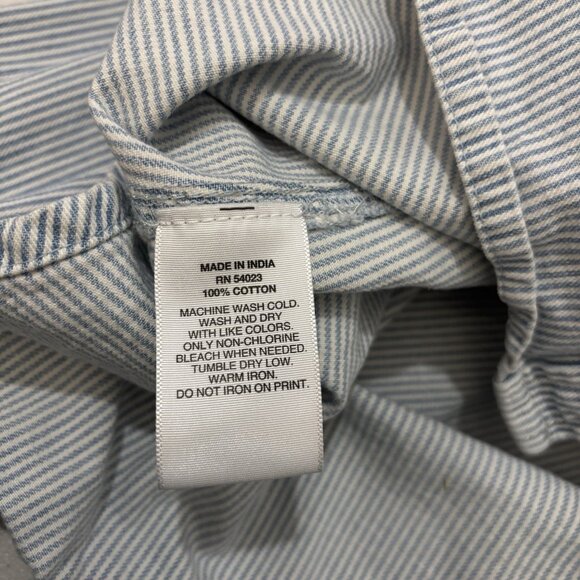 MADE IN INDIA
RN 54023
100% COTTON
MACHINE WASH COLD.
WASH AND DRY
WITH LIKE COLORS.
ONLY NON-CHLORINE
BLEACH WHEN NEEDED.
TUMBLE DRY LOW.
WARM IRON.
DO NOT IRON ON PRINT.